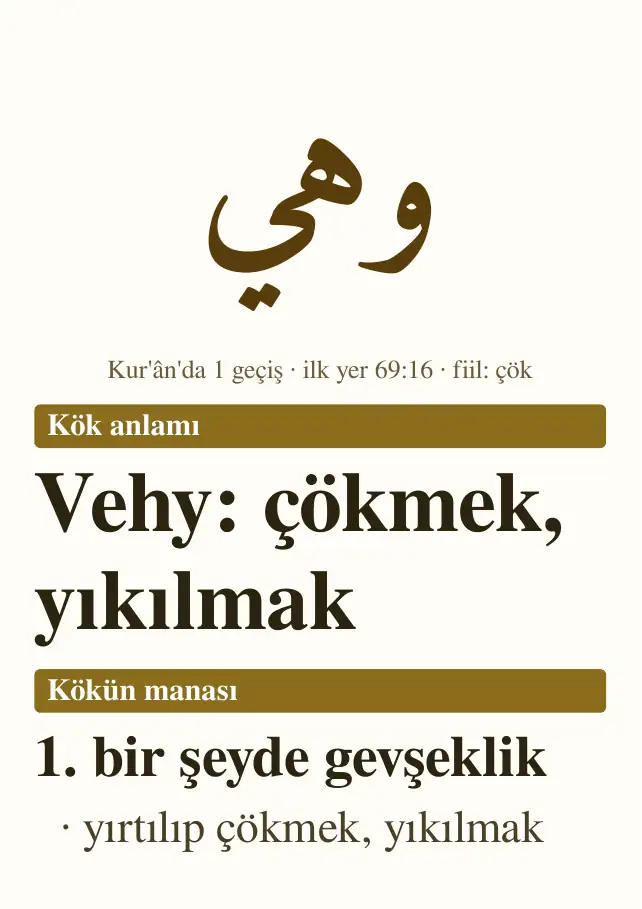 وهي
Kur'ân'da 1 geçiş · ilk yer 69:16 · fiil: çök
Kök anlamı
Vehy: çökmek,
yıkılmak
Kökün manası
1. bir şeyde gevşeklik
· yırtılıp çökmek, yıkılmak